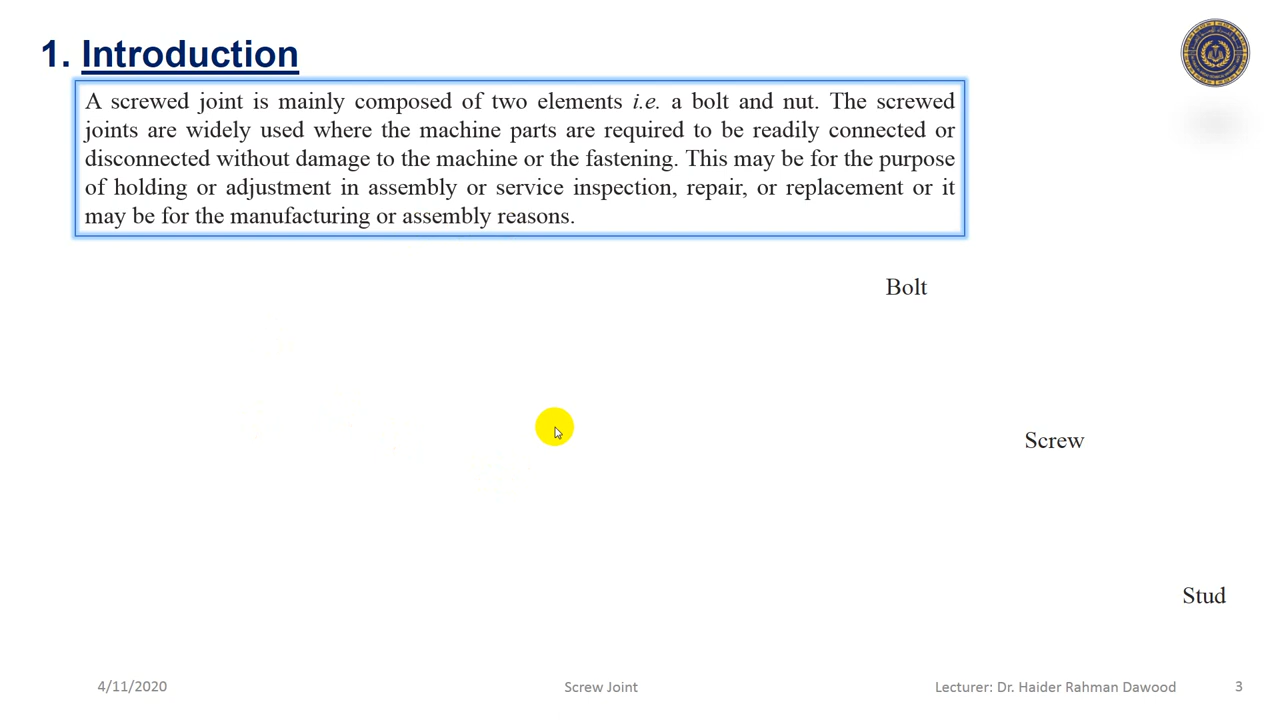 1. Introduction
A screwed joint is mainly composed of two elements i.e. a bolt and nut. The screwed
joints are widely used where the machine parts are required to be readily connected or
disconnected without damage to the machine or the fastening. This may be for the purpose
of holding or adjustment in assembly or service inspection, repair, or replacement or it
may be for the manufacturing or assembly reasons.
Bolt
Screw
Stud
4/11/2020
Screw Joint
Lecturer: Dr. Haider Rahman Dawood
3